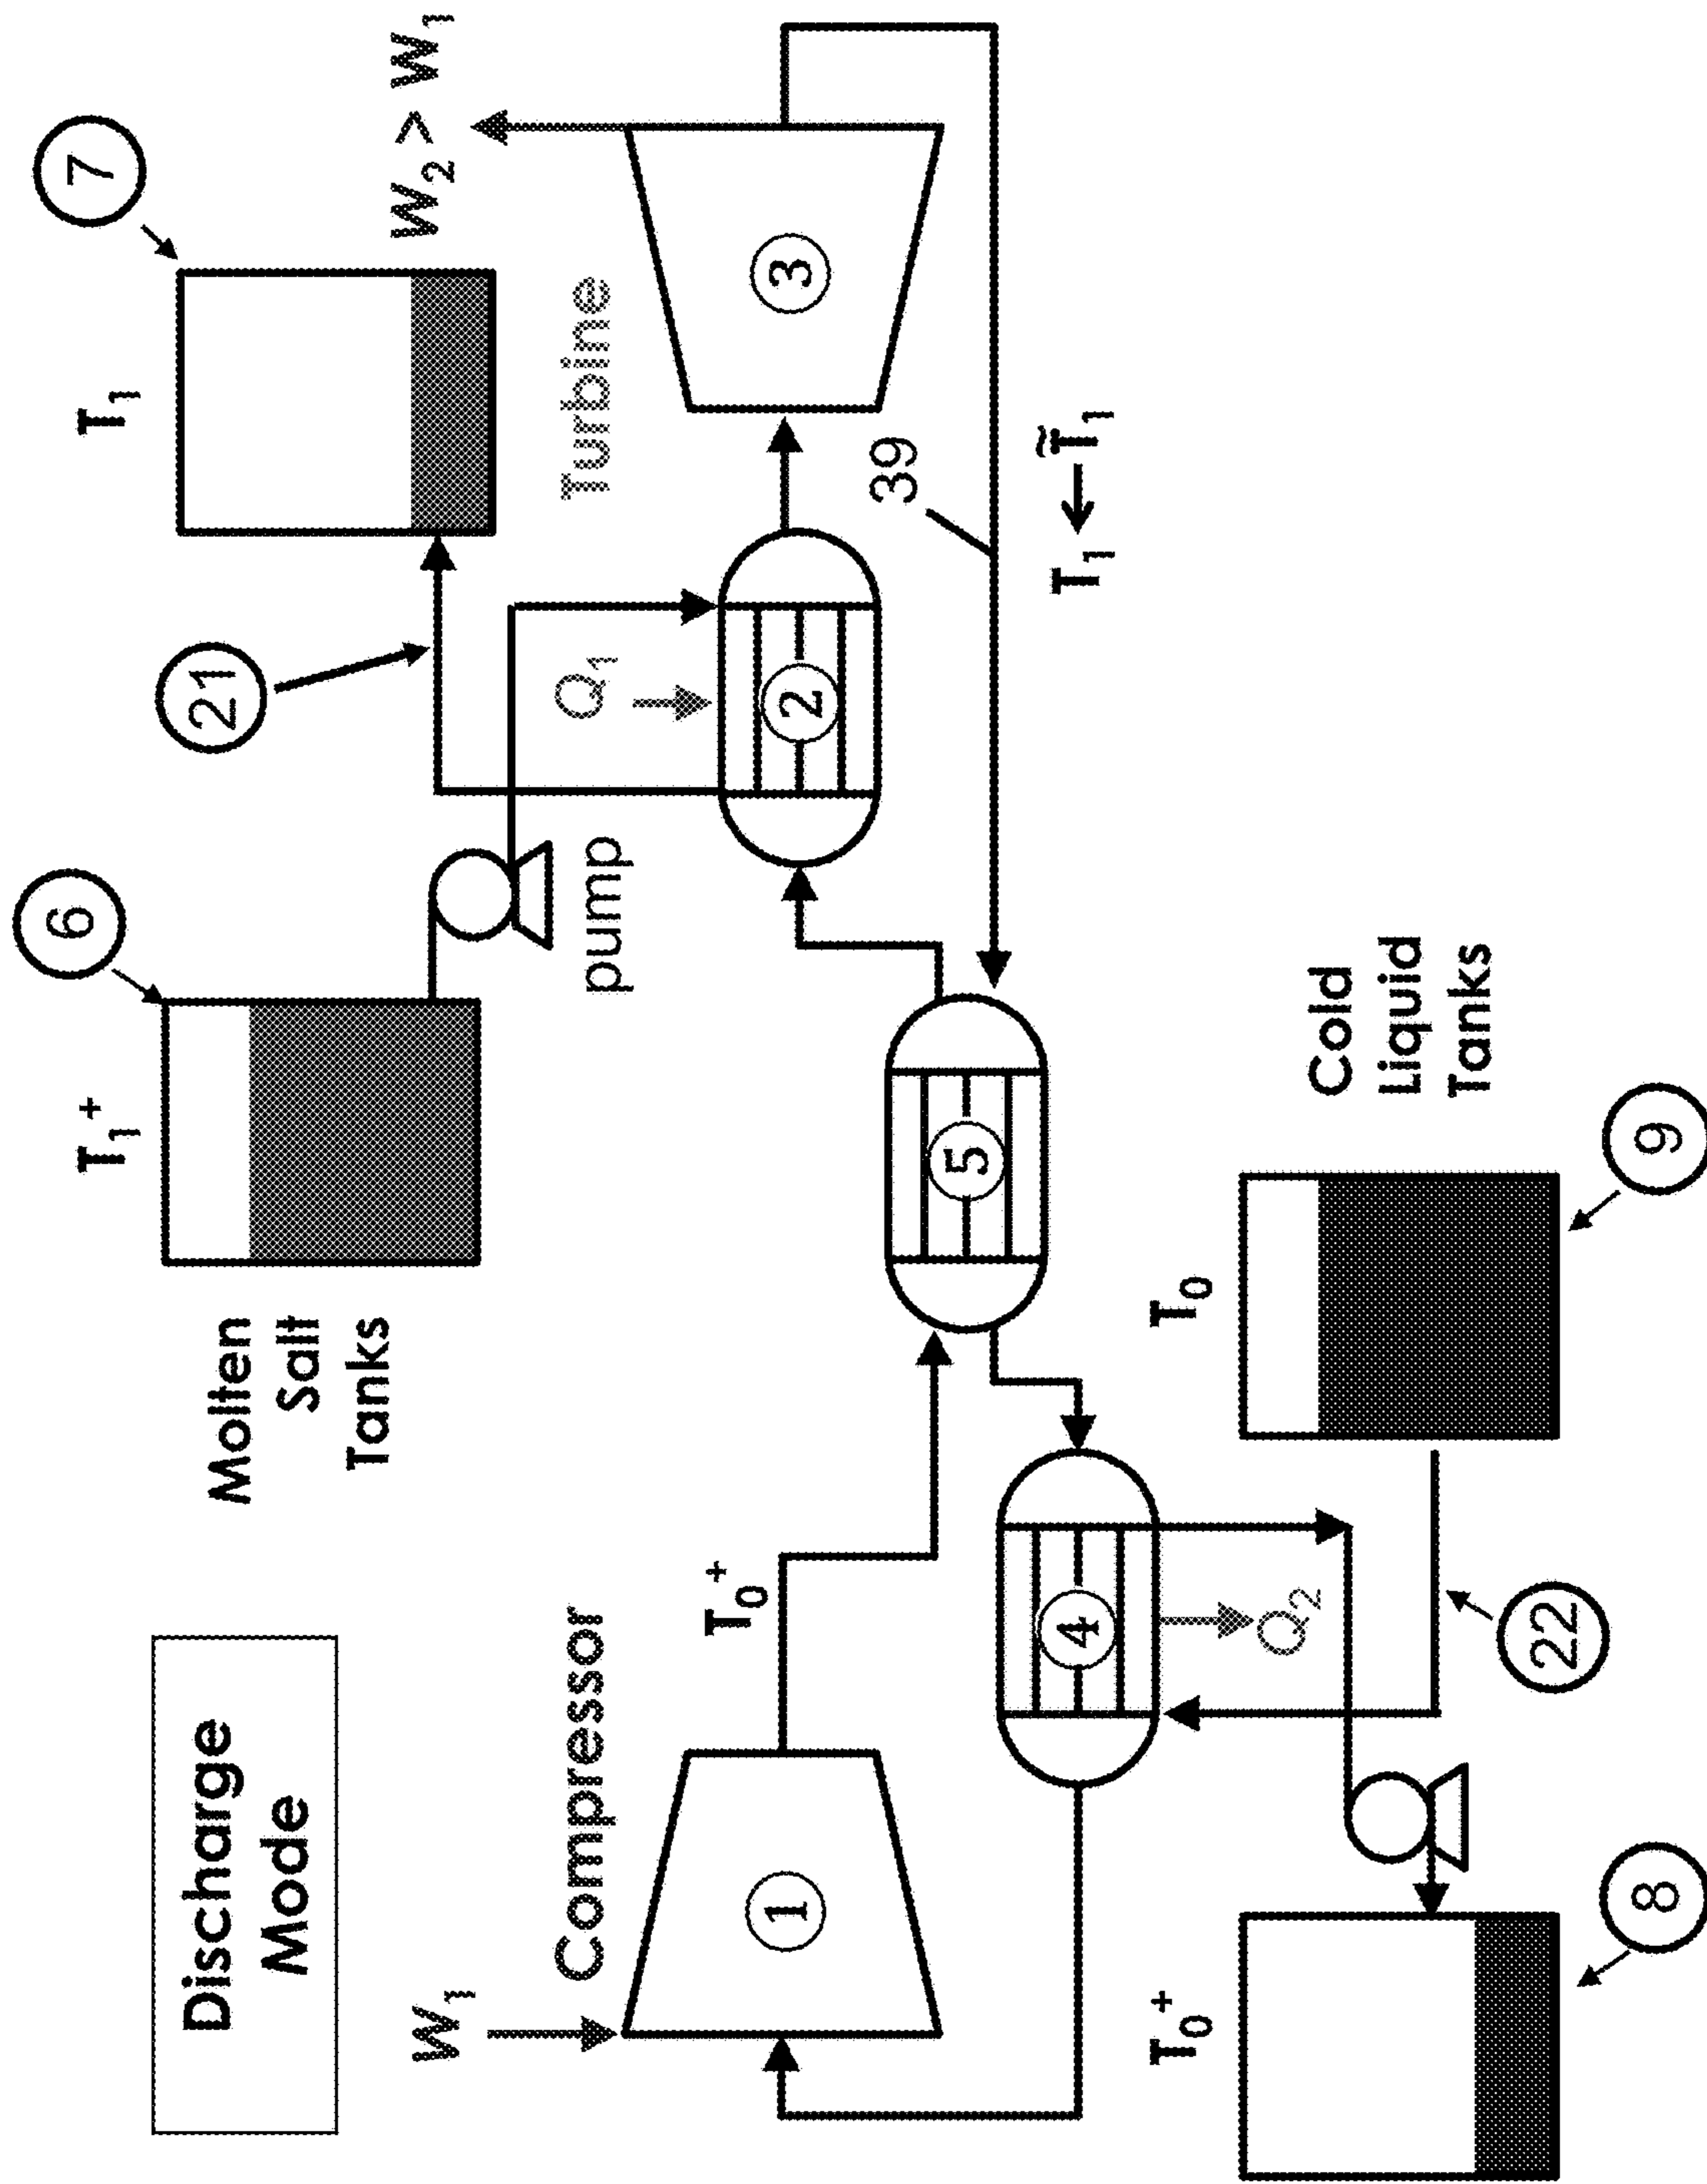 Discharge
Mode
Molten
Salt
Tanks
T1+
6
7
T1
21
pump
Q1
Turbine
W2 > W1
W1
Compressor
1
T0+
2
3
5
39
T1 ← T̃1
4
Q2
22
T0+
8
T0
9
Cold
Liquid
Tanks